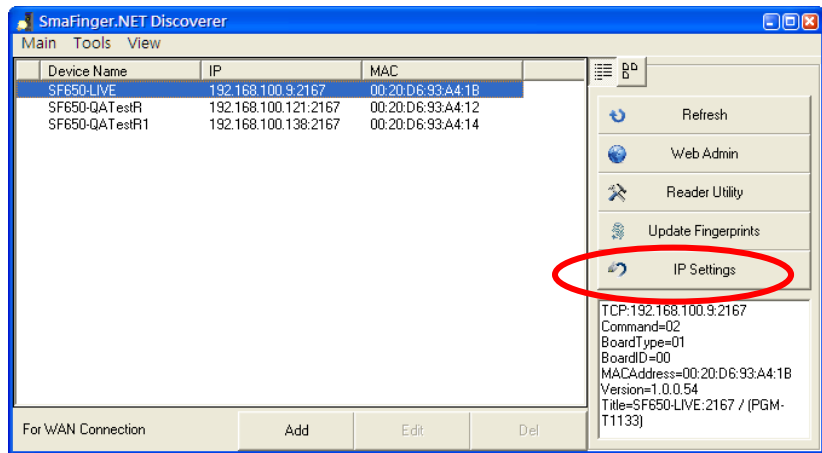 SmaFinger.NET Discoverer
Main Tools View
Device Name IP MAC
SF650-LIVE 192.168.100.9:2167 00:20:D6:93:A4:1B
SF650-QATestR 192.168.100.121:2167 00:20:D6:93:A4:12
SF650-QATestR1 192.168.100.138:2167 00:20:D6:93:A4:14
Refresh
Web Admin
Reader Utility
Update Fingerprints
IP Settings
TCP:192.168.100.9:2167
Command=02
BoardType=01
BoardID=00
MACAddress=00:20:D6:93:A4:1B
Version=1.0.0.54
Title=SF650-LIVE:2167 / (PGM-
T1133)
For WAN Connection Add Edit Del